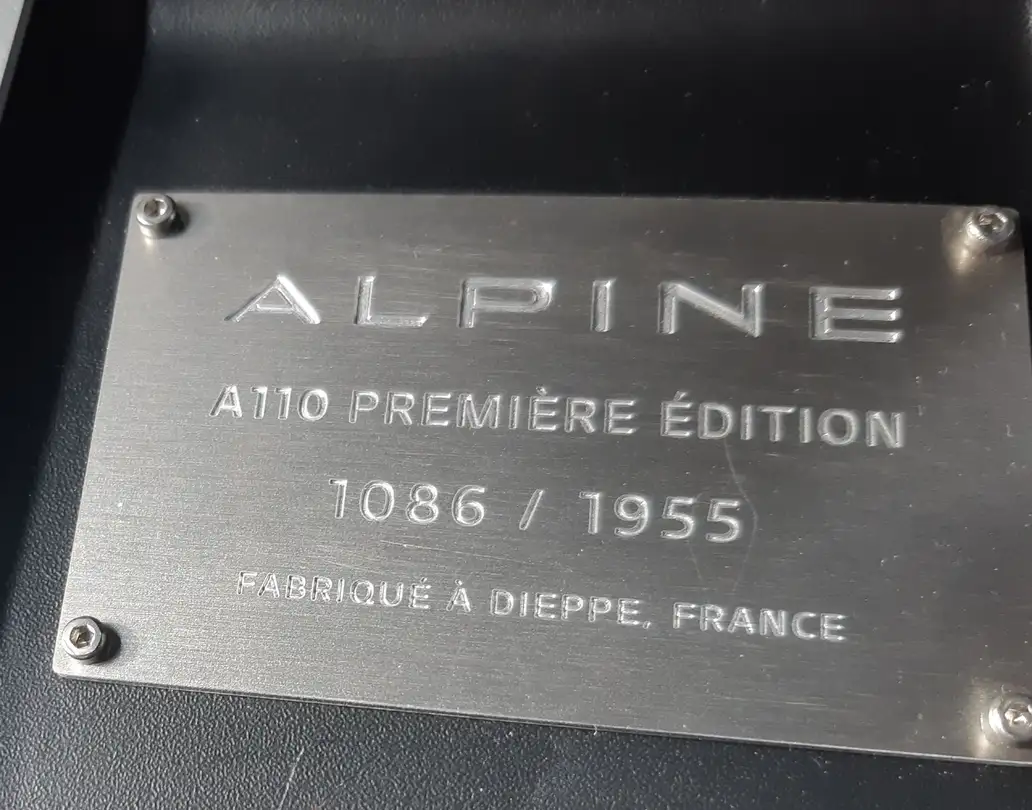 ALPINE
A110 PREMIÈRE ÉDITION
1086 / 1955
FABRIQUÉ À DIEPPE, FRANCE